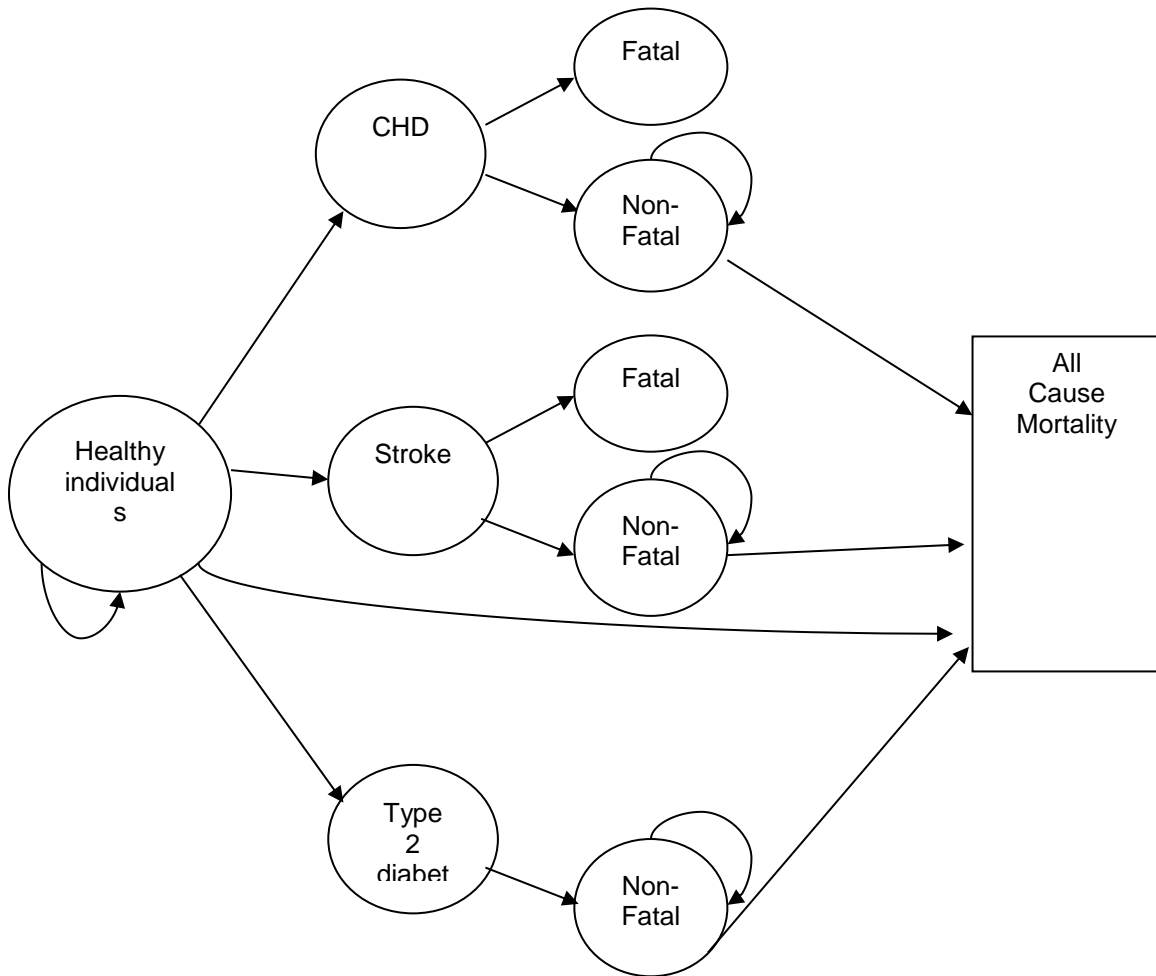 Fatal
CHD
Non-
Fatal
Fatal
All
Cause
Mortality
Healthy
individual
s
Stroke
Non-
Fatal
Type
2
diabet
Non-
Fatal